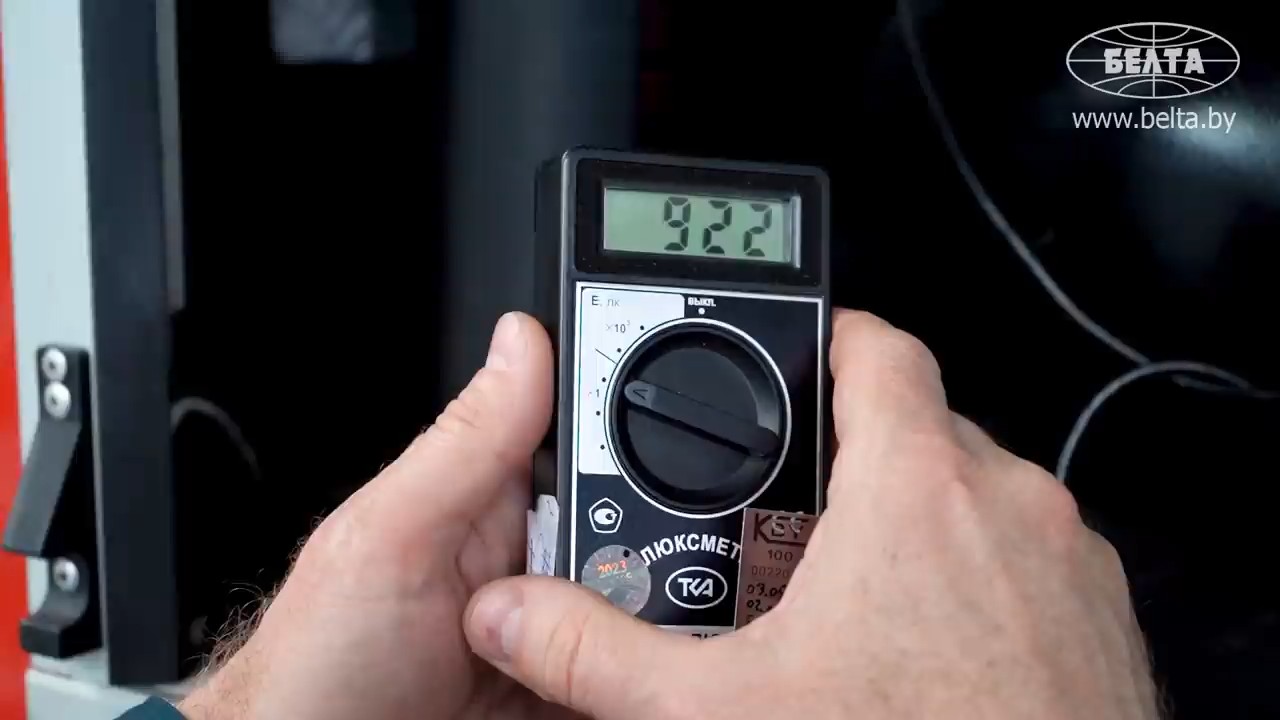 БЕЛТА
www.belta.by
922
Е, лк
ВЫКЛ.
×10³
1
ЛЮКСМЕТ
2023
ТКА
100